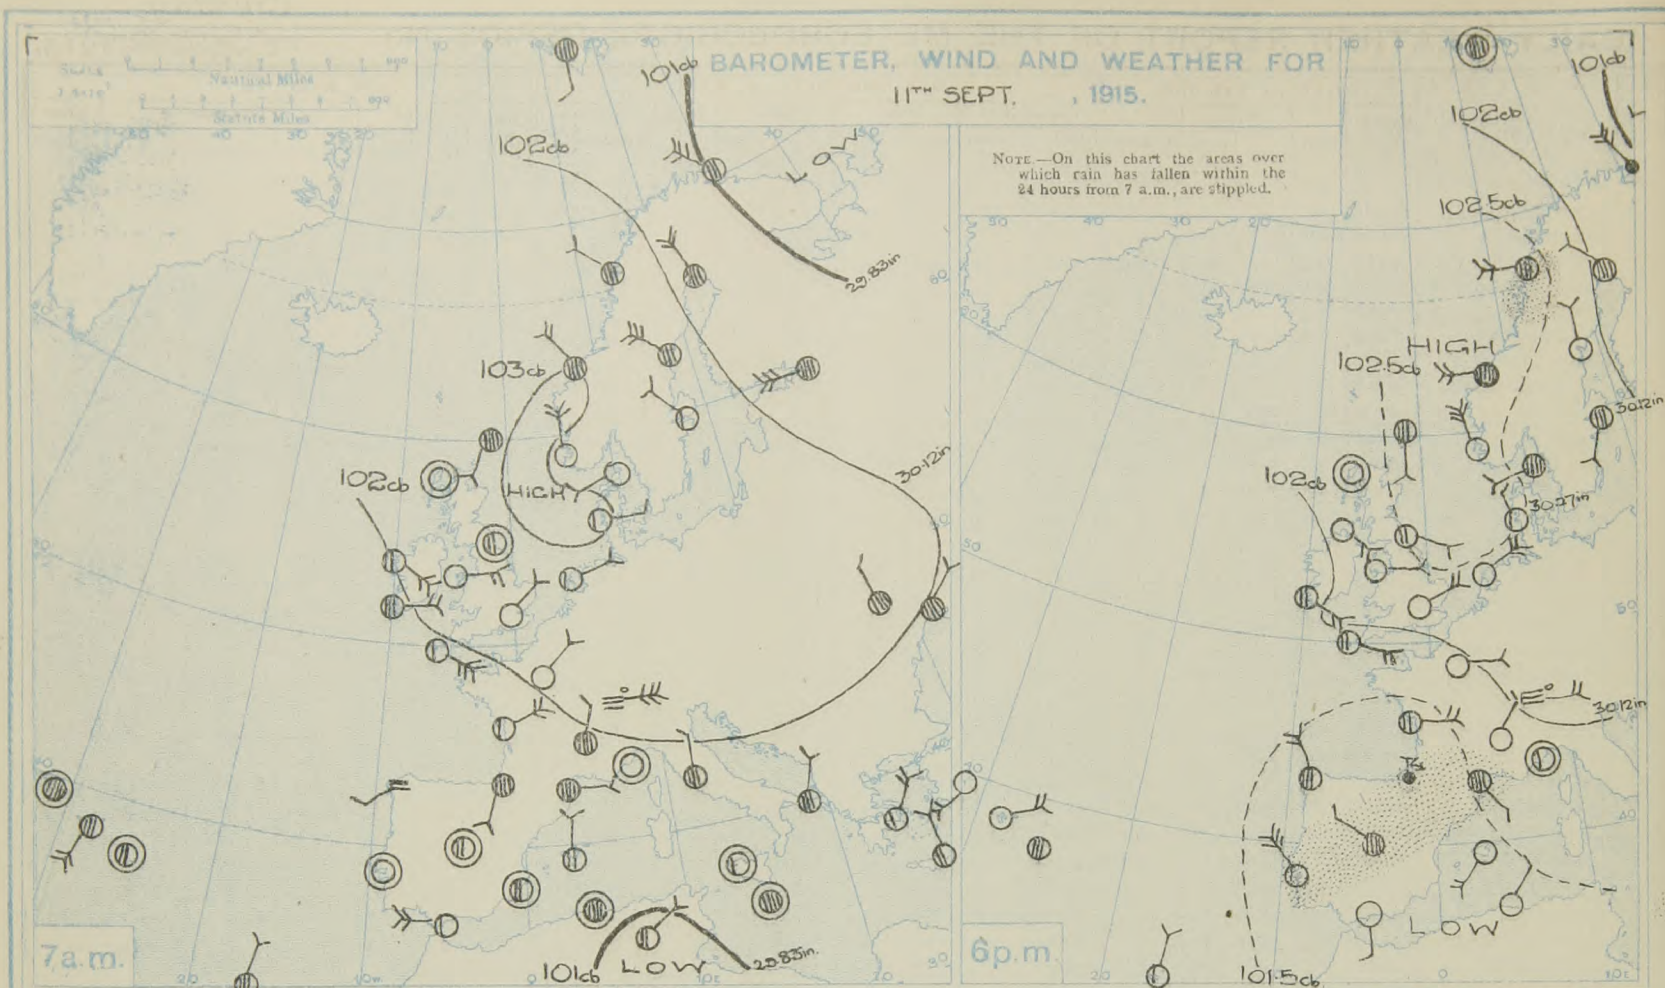 BAROMETER, WIND AND WEATHER FOR
11TH SEPT. , 1915.
NOTE.—On this chart the areas over
which rain has fallen within the
24 hours from 7 a.m., are stippled.
Nautical Miles
Statute Miles
101cb
102cb
LOW
29.83in
103cb
HIGH
102cb
30.12in
101cb
LOW
29.83in.
7a.m.
101cb
L
102cb
102.5cb
HIGH
102.5cb
30.12in
102cb
30.27in
30.12in
LOW
101.5cb
6p.m.